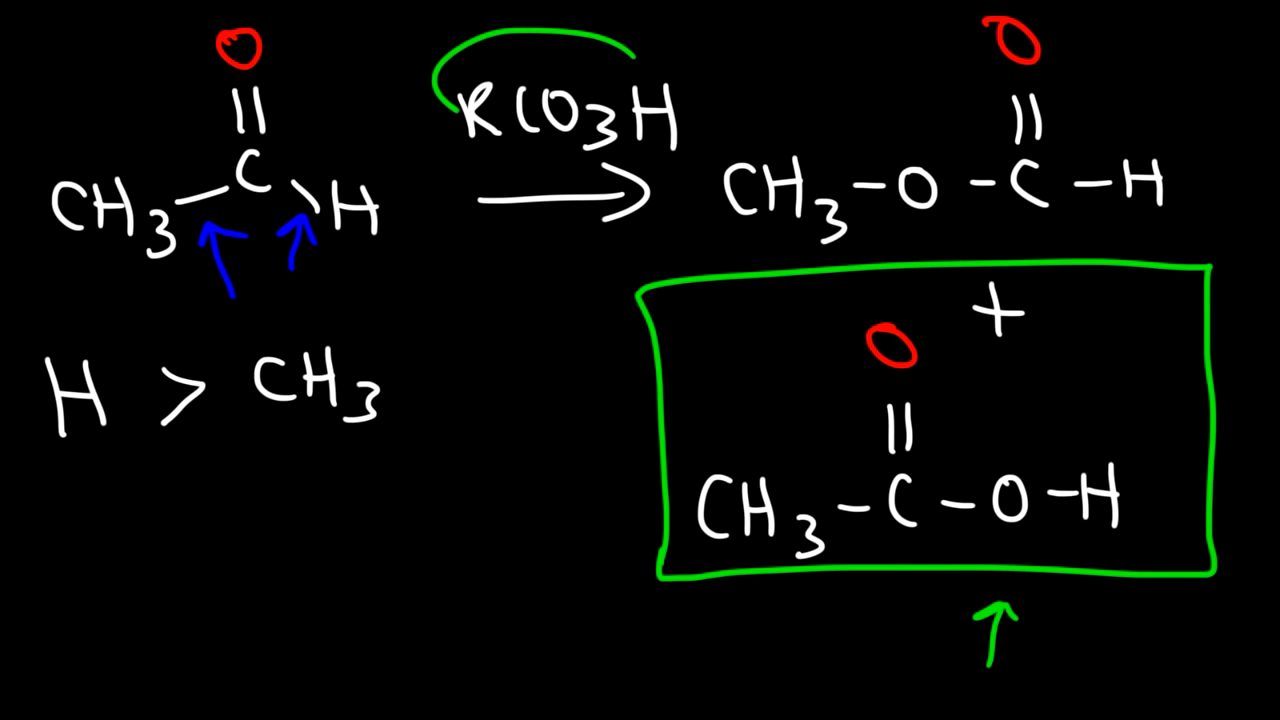 O O
|| RCO3H ||
CH3 – C – H → CH3 – O – C – H
+
O
H > CH3 ||
CH3 – C – O – H